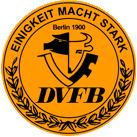 EINIGKEIT MACHT STARK
Berlin 1900
DVFB